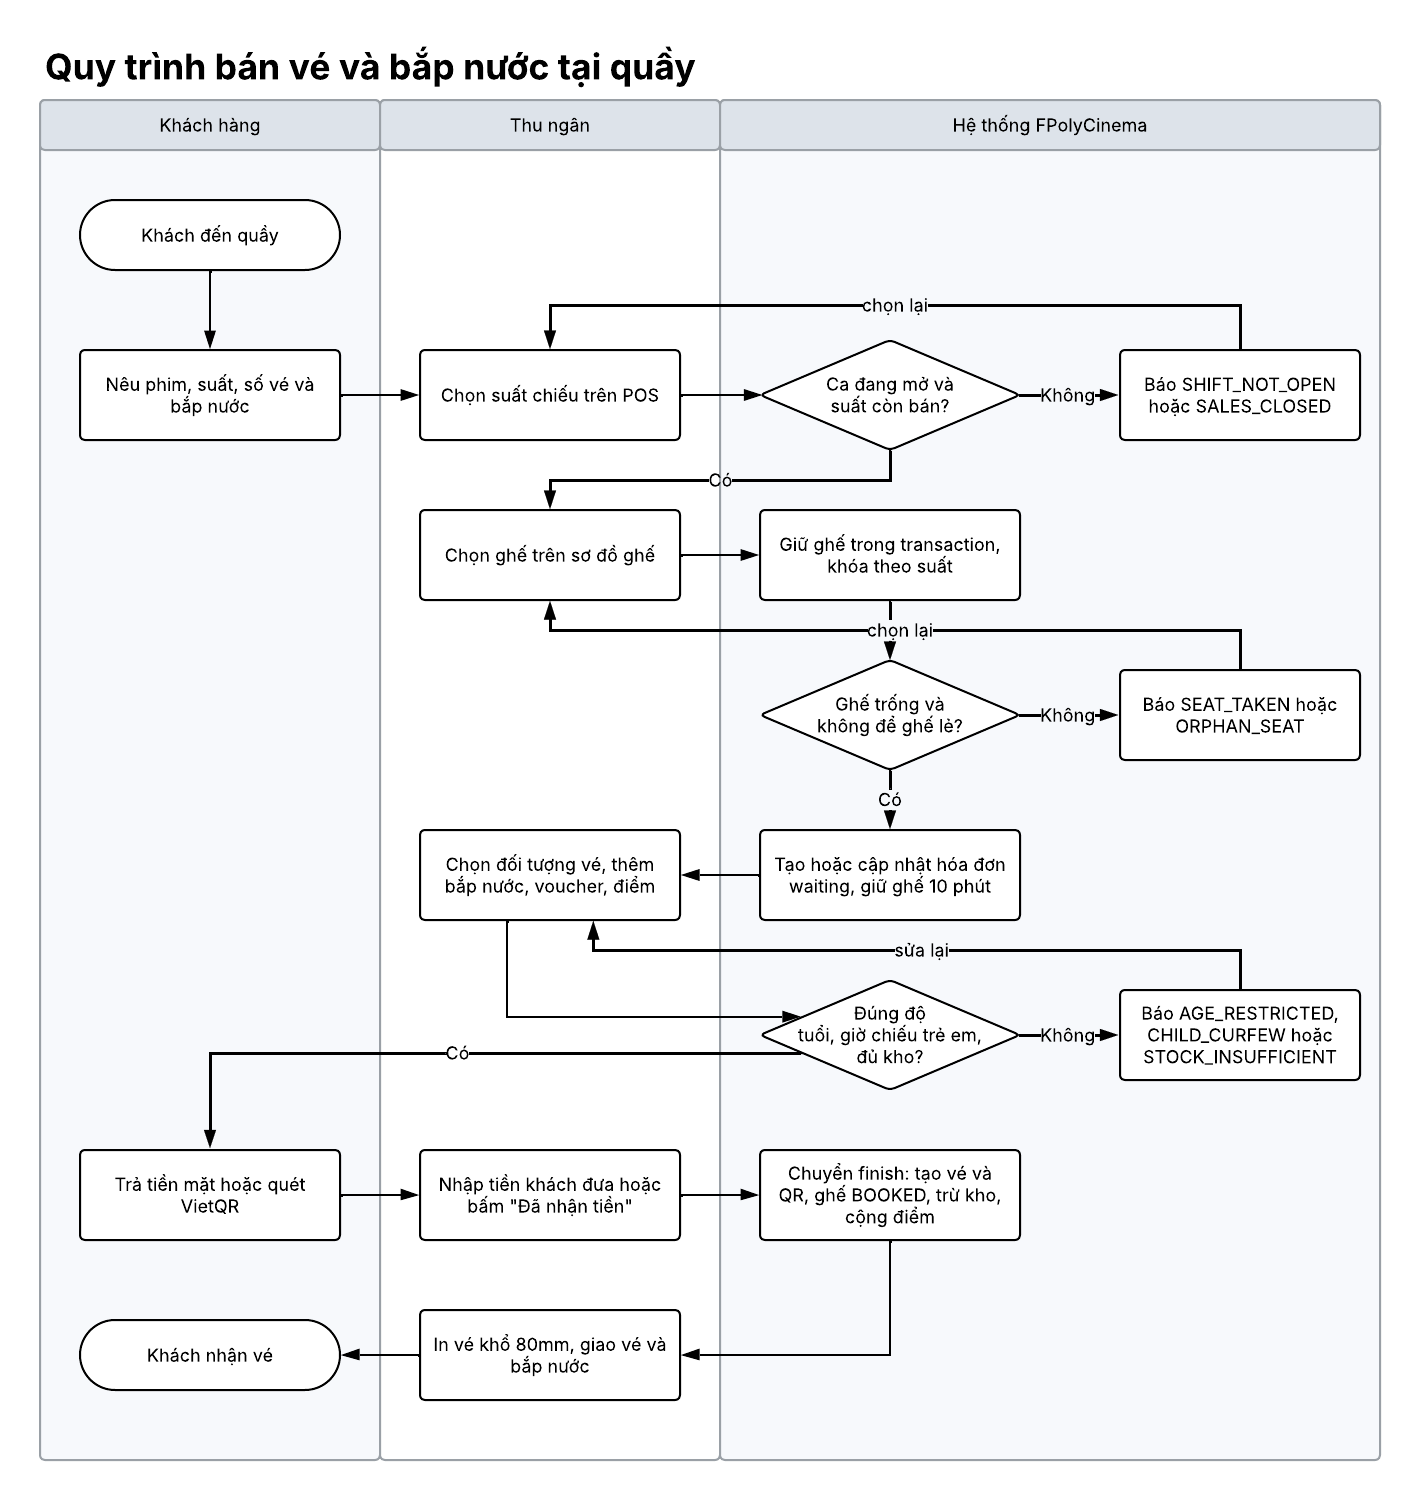 Quy trình bán vé và bắp nước tại quầy
Khách hàng
Thu ngân
Hệ thống FPolyCinema
Khách đến quầy
chọn lại
Nêu phim, suất, số vé và
bắp nước
Chọn suất chiếu trên POS
Ca đang mở và
suất còn bán?
Không
Báo SHIFT_NOT_OPEN
hoặc SALES_CLOSED
Có
Chọn ghế trên sơ đồ ghế
Giữ ghế trong transaction,
khóa theo suất
chọn lại
Ghế trống và
không để ghế lẻ?
Không
Báo SEAT_TAKEN hoặc
ORPHAN_SEAT
Có
Chọn đối tượng vé, thêm
bắp nước, voucher, điểm
Tạo hoặc cập nhật hóa đơn
waiting, giữ ghế 10 phút
sửa lại
Đúng độ
tuổi, giờ chiếu trẻ em,
đủ kho?
Không
Báo AGE_RESTRICTED,
CHILD_CURFEW hoặc
STOCK_INSUFFICIENT
Có
Trả tiền mặt hoặc quét
VietQR
Nhập tiền khách đưa hoặc
bấm "Đã nhận tiền"
Chuyển finish: tạo vé và
QR, ghế BOOKED, trừ kho,
cộng điểm
Khách nhận vé
In vé khổ 80mm, giao vé và
bắp nước